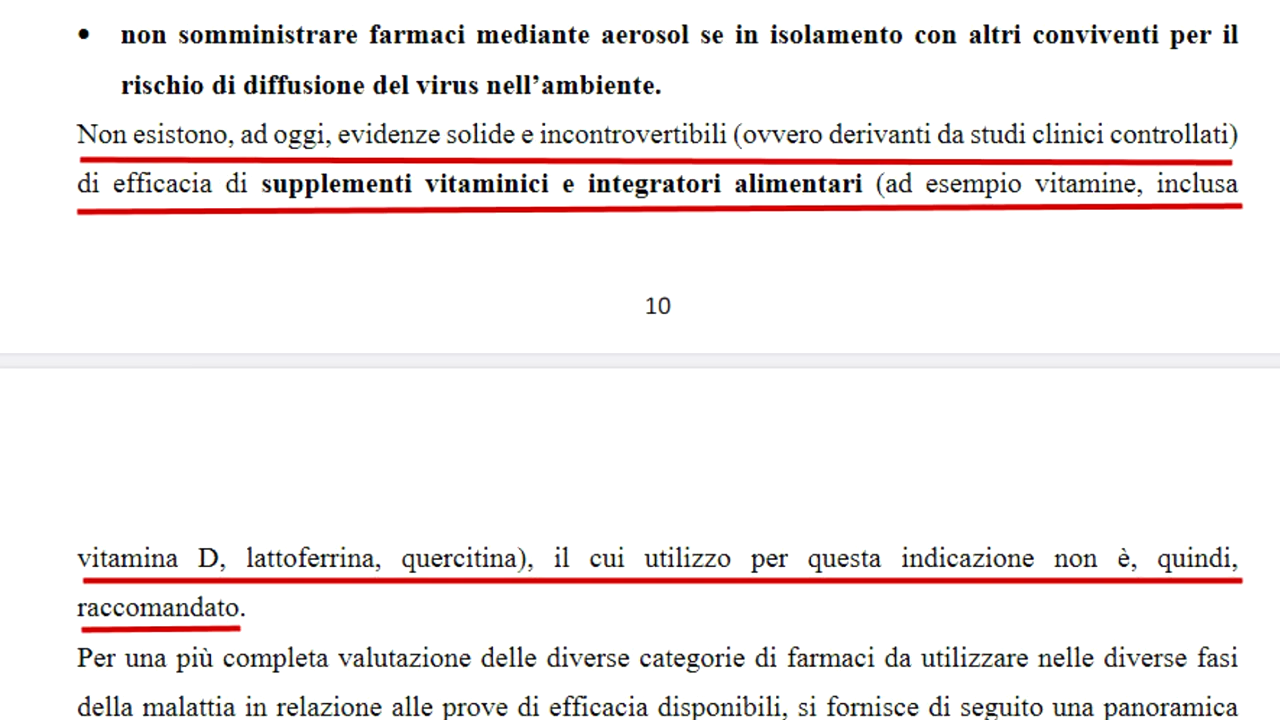 • non somministrare farmaci mediante aerosol se in isolamento con altri conviventi per il
rischio di diffusione del virus nell’ambiente.
Non esistono, ad oggi, evidenze solide e incontrovertibili (ovvero derivanti da studi clinici controllati)
di efficacia di supplementi vitaminici e integratori alimentari (ad esempio vitamine, inclusa
10
vitamina D, lattoferrina, quercitina), il cui utilizzo per questa indicazione non è, quindi,
raccomandato.
Per una più completa valutazione delle diverse categorie di farmaci da utilizzare nelle diverse fasi
della malattia in relazione alle prove di efficacia disponibili, si fornisce di seguito una panoramica